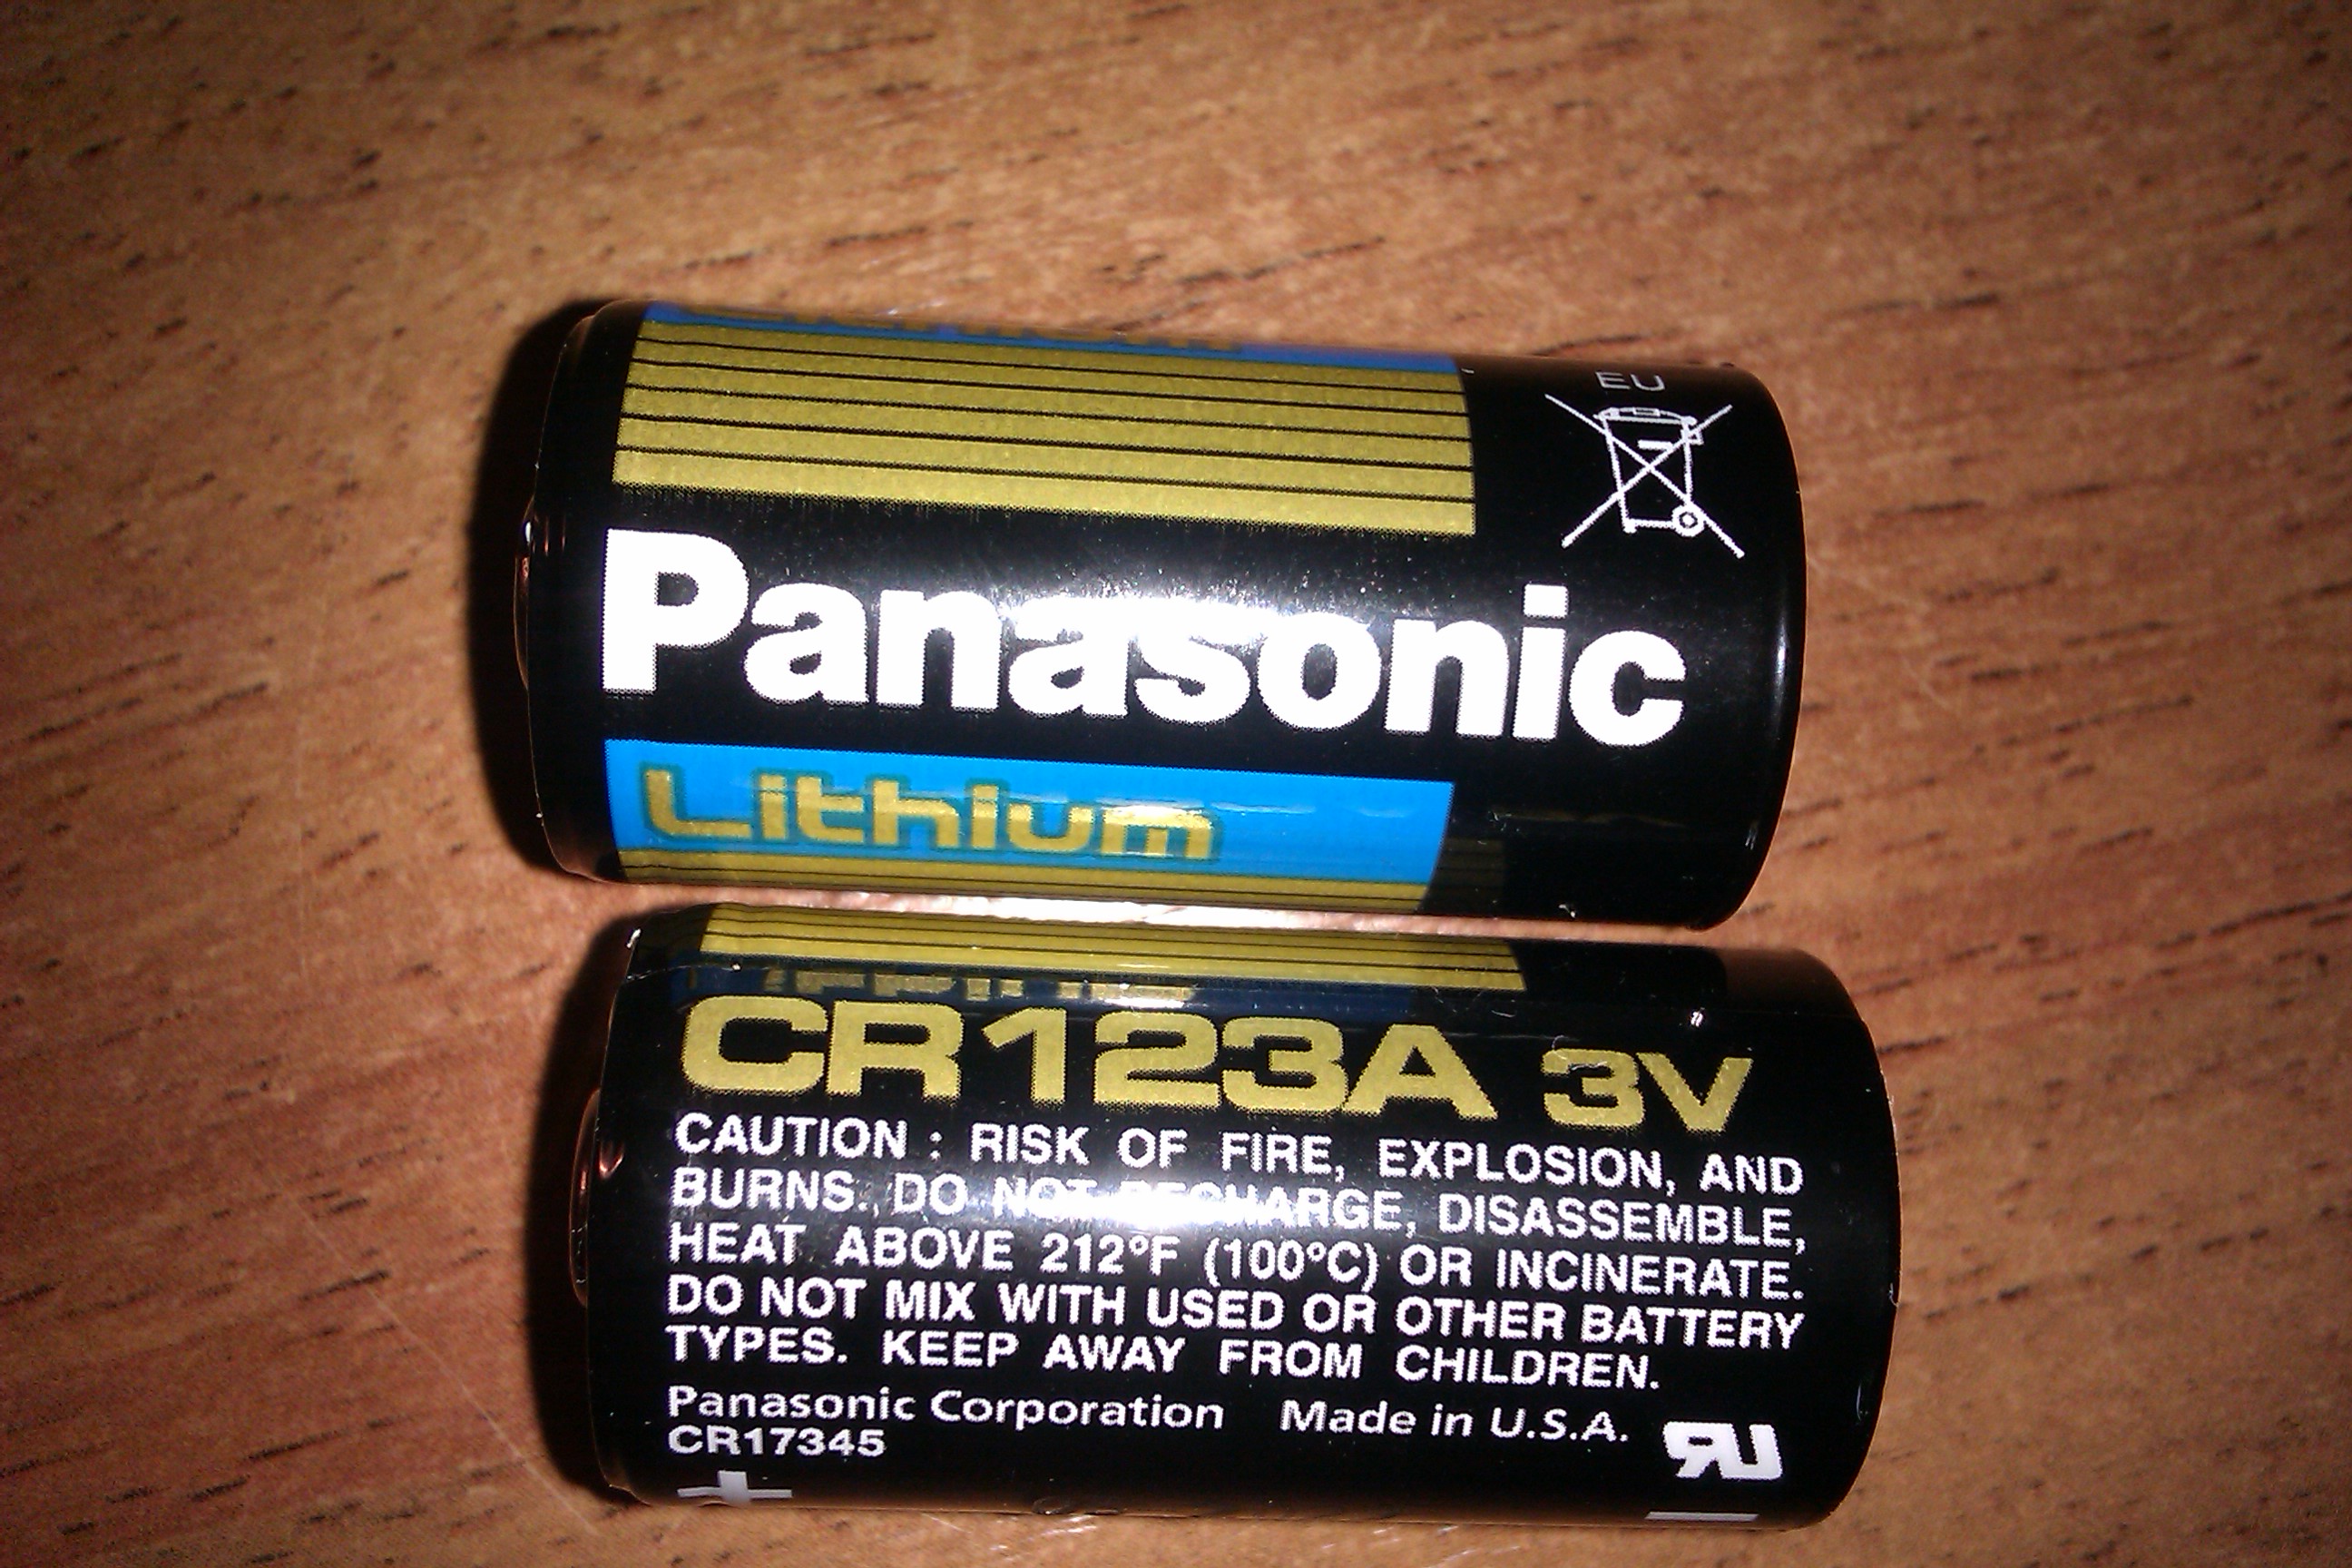 EU
Panasonic
Lithium
CR123A 3V
CAUTION : RISK OF FIRE, EXPLOSION, AND
BURNS. DO NOT RECHARGE, DISASSEMBLE,
HEAT ABOVE 212°F (100°C) OR INCINERATE.
DO NOT MIX WITH USED OR OTHER BATTERY
TYPES. KEEP AWAY FROM CHILDREN.
Panasonic Corporation Made in U.S.A.
CR17345
+ −